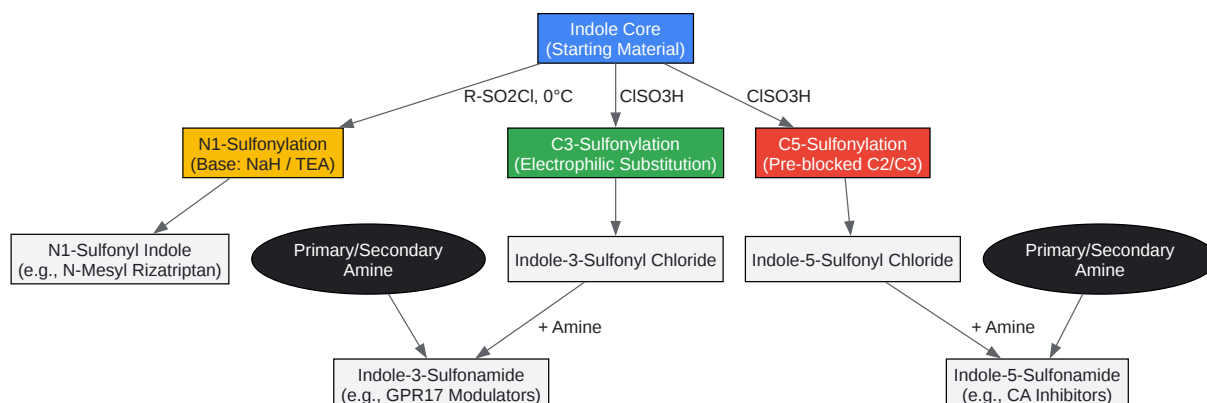 Indole Core
(Starting Material)
R-SO2Cl, 0°C
ClSO3H
ClSO3H
N1-Sulfonylation
(Base: NaH / TEA)
C3-Sulfonylation
(Electrophilic Substitution)
C5-Sulfonylation
(Pre-blocked C2/C3)
N1-Sulfonyl Indole
(e.g., N-Mesyl Rizatriptan)
Primary/Secondary
Amine
Indole-3-Sulfonyl Chloride
Indole-5-Sulfonyl Chloride
Primary/Secondary
Amine
+ Amine
+ Amine
Indole-3-Sulfonamide
(e.g., GPR17 Modulators)
Indole-5-Sulfonamide
(e.g., CA Inhibitors)